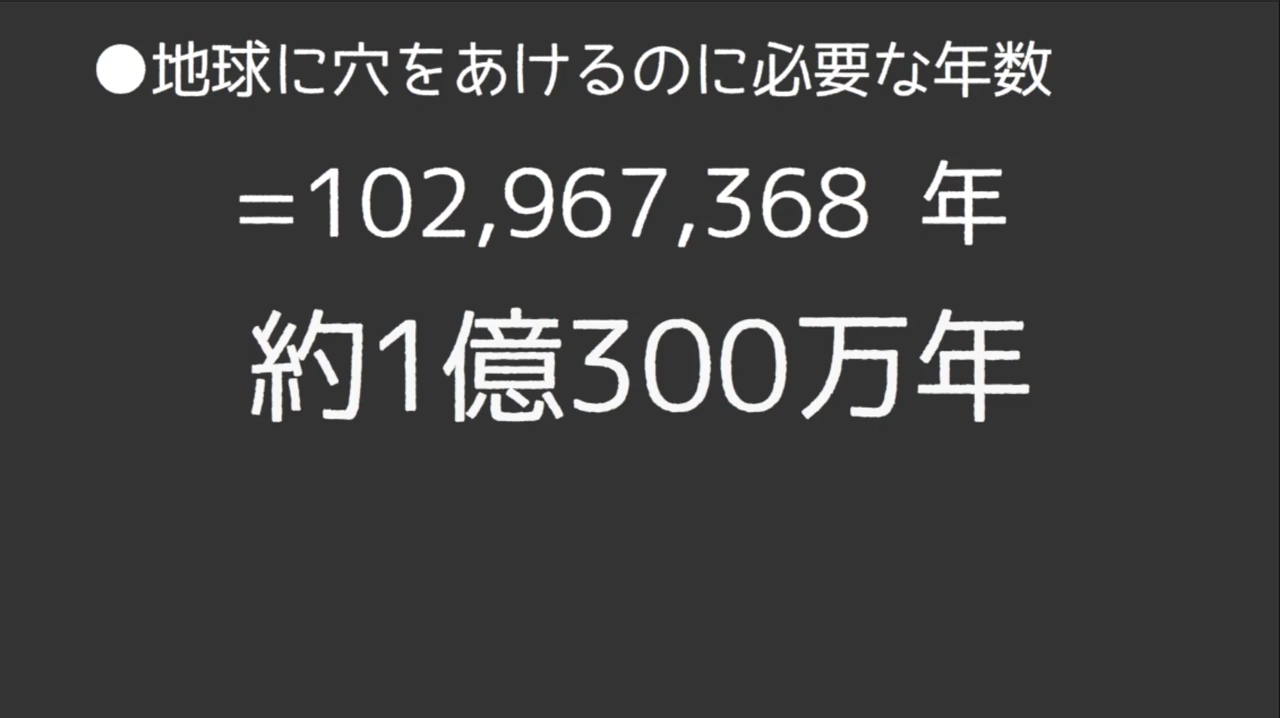 ●地球に穴をあけるのに必要な年数
=102,967,368 年
約1億300万年